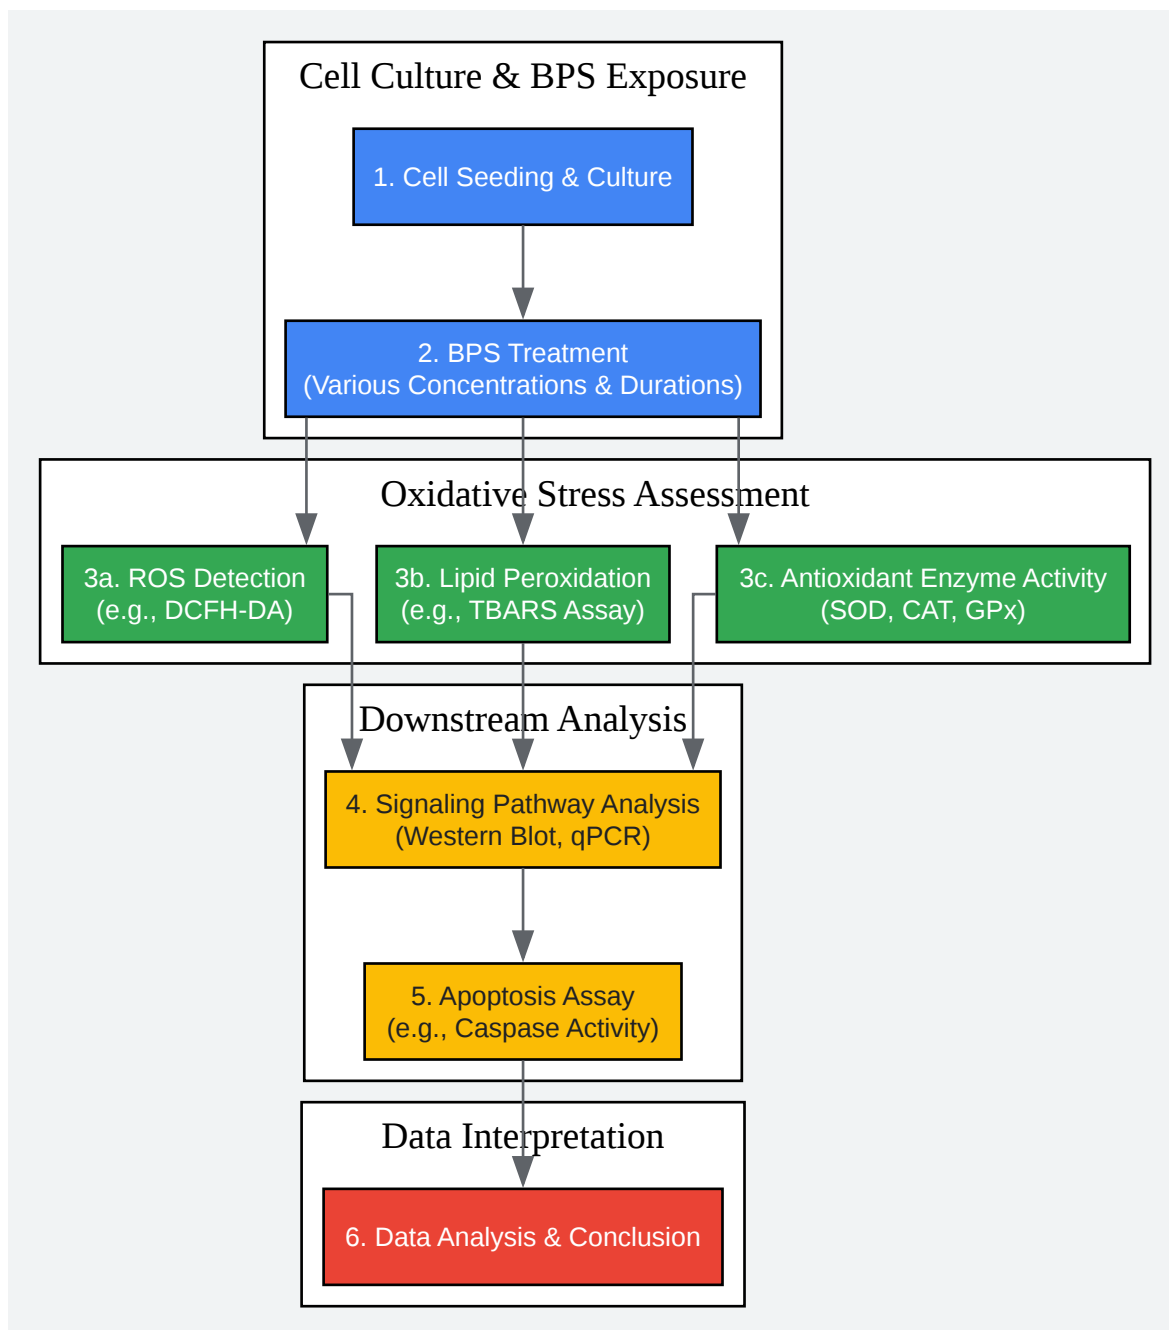 Cell Culture & BPS Exposure
1. Cell Seeding & Culture
2. BPS Treatment
(Various Concentrations & Durations)
Oxidative Stress Assessment
3a. ROS Detection
(e.g., DCFH-DA)
3b. Lipid Peroxidation
(e.g., TBARS Assay)
3c. Antioxidant Enzyme Activity
(SOD, CAT, GPx)
Downstream Analysis
4. Signaling Pathway Analysis
(Western Blot, qPCR)
5. Apoptosis Assay
(e.g., Caspase Activity)
Data Interpretation
6. Data Analysis & Conclusion